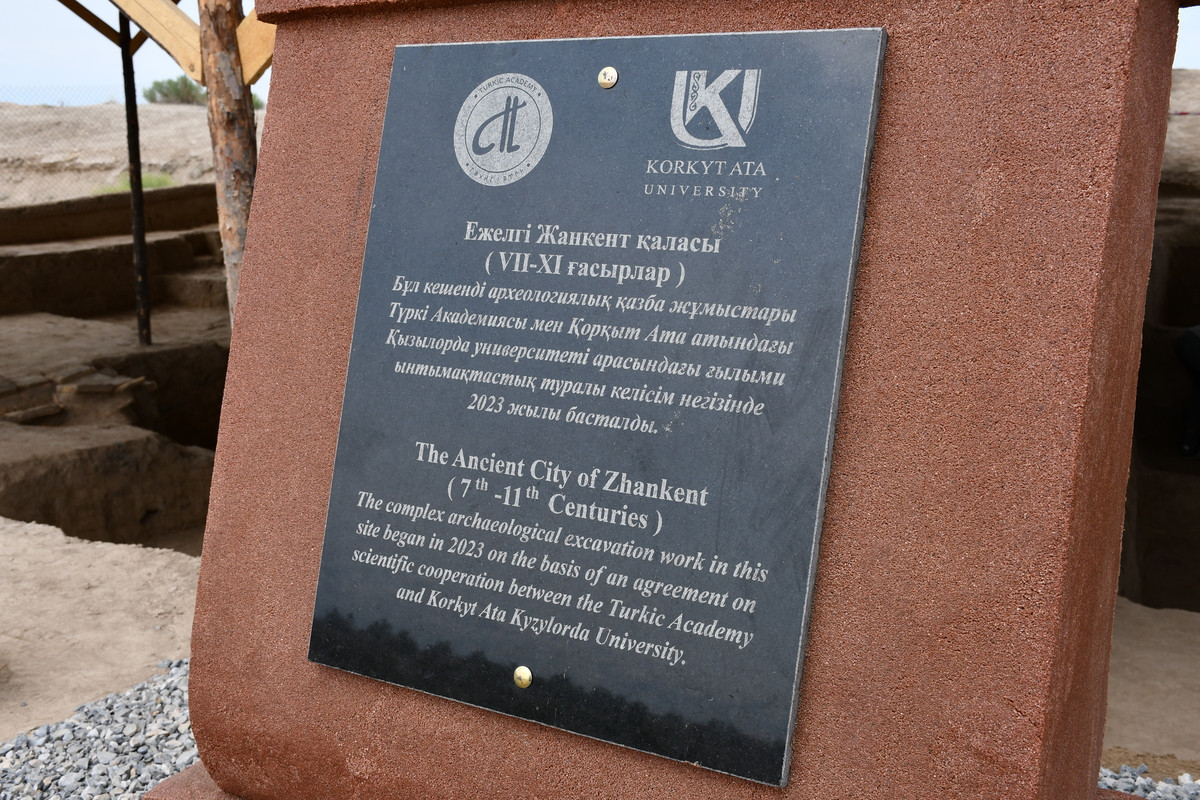 TURKIC ACADEMY
KORKYT ATA
UNIVERSITY
Ежелгі Жанкент қаласы
( VII-XI ғасырлар )
Бұл кешенді археологиялық қазба жұмыстары
Түркі Академиясы мен Қорқыт Ата атындағы
Қызылорда университеті арасындағы ғылыми
ынтымақтастық туралы келісім негізінде
2023 жылы басталды.
The Ancient City of Zhankent
( 7th -11th Centuries )
The complex archaeological excavation work in this
site began in 2023 on the basis of an agreement on
scientific cooperation between the Turkic Academy
and Korkyt Ata Kyzylorda University.